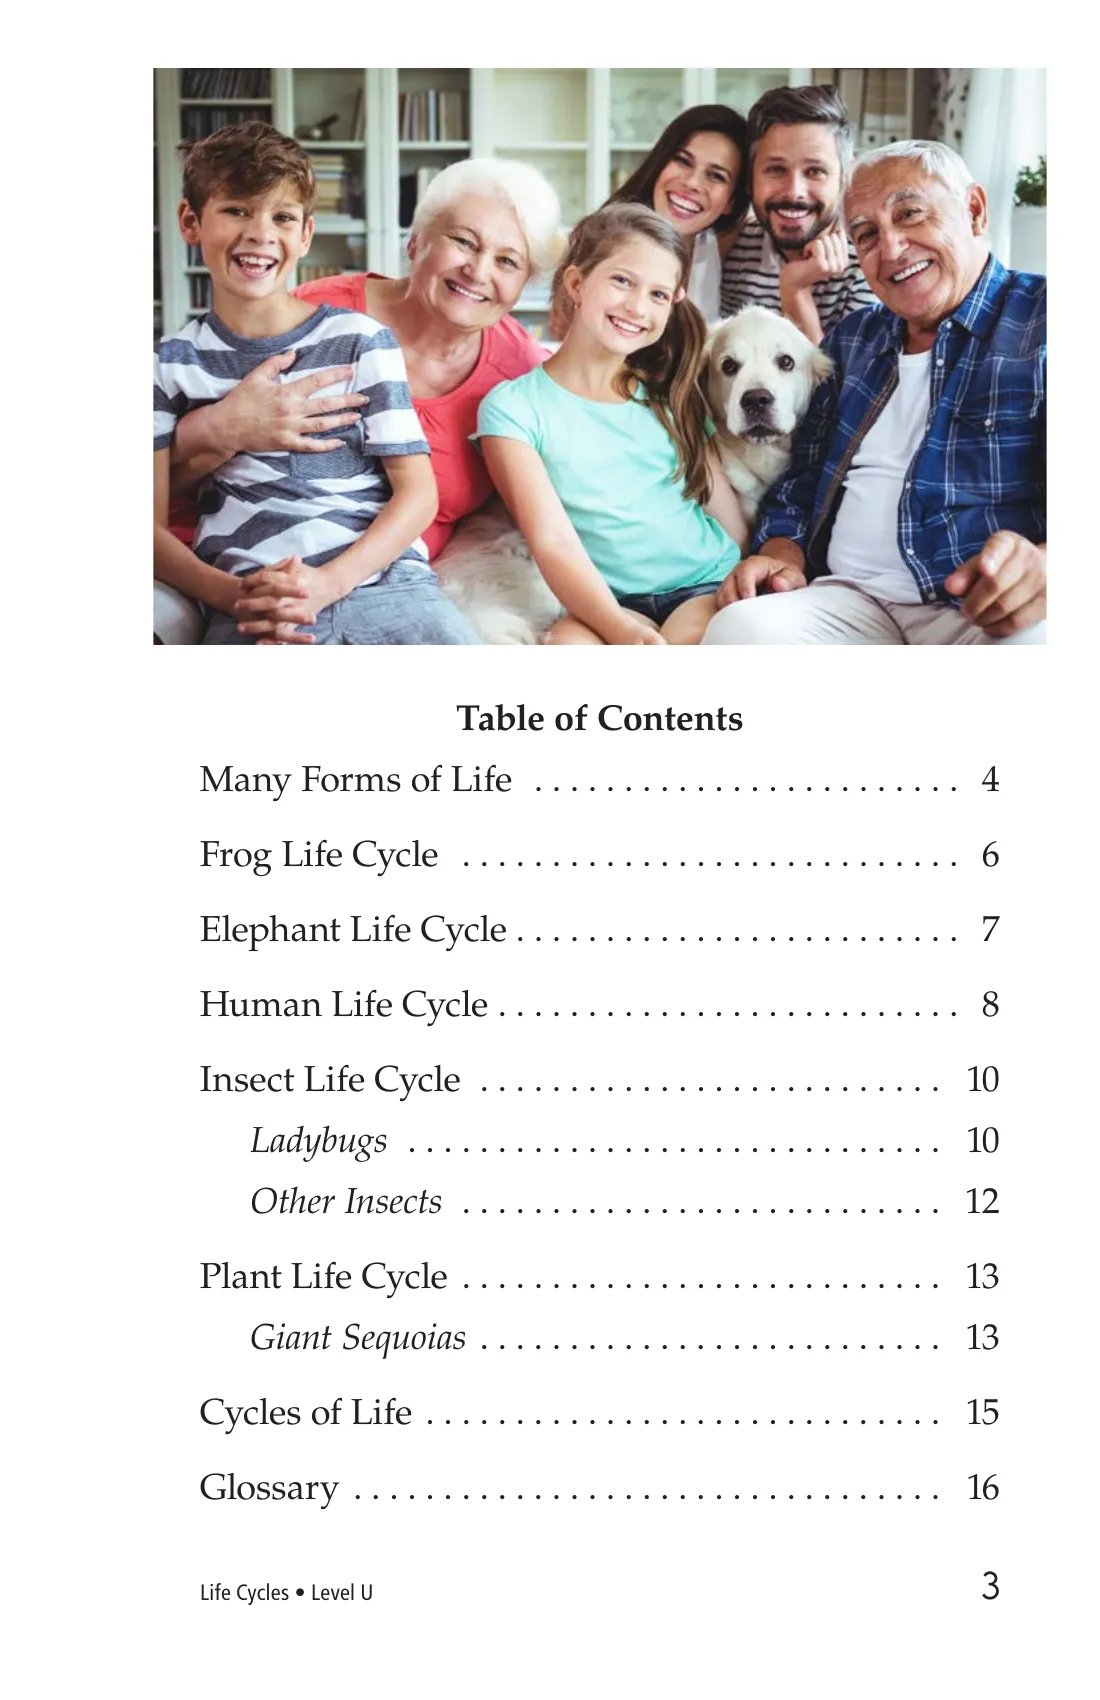 Table of Contents
Many Forms of Life . . . . . . . . . . . . . . . . . . . . . . . . 4
Frog Life Cycle . . . . . . . . . . . . . . . . . . . . . . . . . . . . 6
Elephant Life Cycle . . . . . . . . . . . . . . . . . . . . . . . . . 7
Human Life Cycle . . . . . . . . . . . . . . . . . . . . . . . . . . 8
Insect Life Cycle . . . . . . . . . . . . . . . . . . . . . . . . . . 10
Ladybugs . . . . . . . . . . . . . . . . . . . . . . . . . . . . . . 10
Other Insects . . . . . . . . . . . . . . . . . . . . . . . . . . . 12
Plant Life Cycle . . . . . . . . . . . . . . . . . . . . . . . . . . . 13
Giant Sequoias . . . . . . . . . . . . . . . . . . . . . . . . . . 13
Cycles of Life . . . . . . . . . . . . . . . . . . . . . . . . . . . . . 15
Glossary . . . . . . . . . . . . . . . . . . . . . . . . . . . . . . . . . 16
Life Cycles • Level U 3